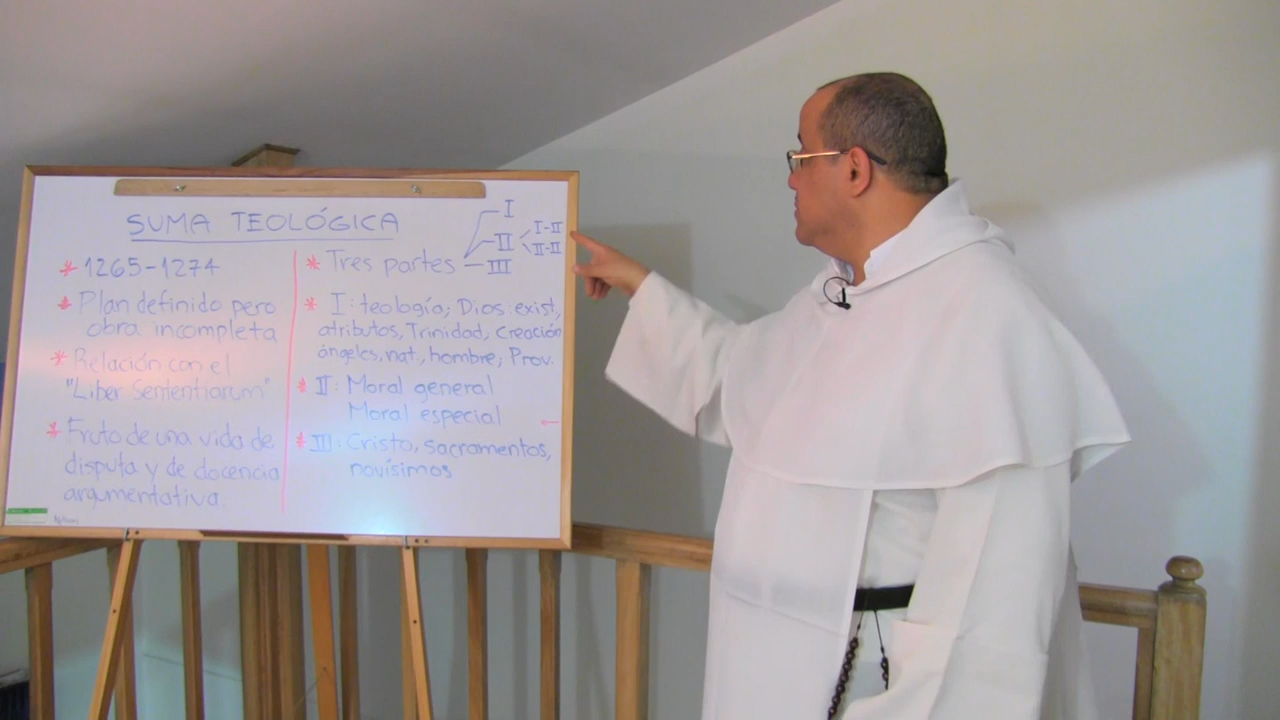 SUMA TEOLÓGICA
* 1265-1274
* Plan definido pero
obra incompleta
* Relación con el
"Liber Sententiarum"
* Fruto de una vida de
disputa y de docencia
argumentativa.
* Tres partes
I
II
I-II
II-II
III
* I: teología; Dios: exist,
atributos, Trinidad; Creación
ángeles, nat., hombre; Prov.
* II: Moral general
Moral especial
* III: Cristo, sacramentos,
novísimos